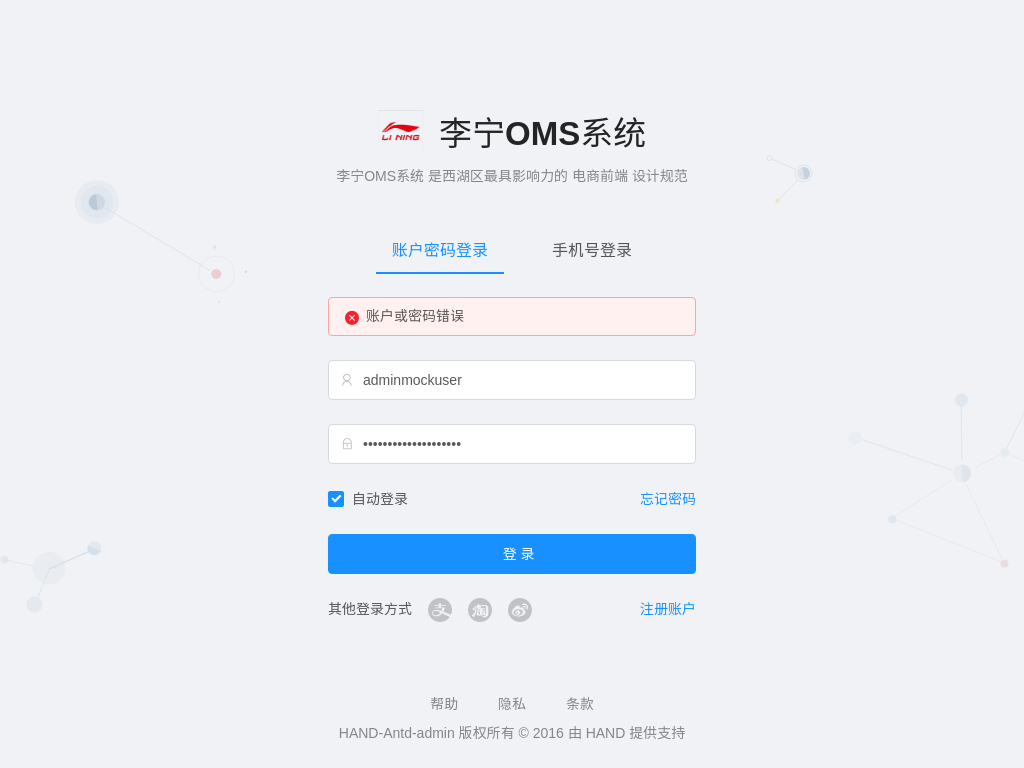 LI NING 李宁OMS系统
李宁OMS系统 是西湖区最具影响力的 电商前端 设计规范
账户密码登录 手机号登录
账户或密码错误
adminmockuser
••••••••••••••••••••
自动登录 忘记密码
登 录
其他登录方式 支 淘 注册账户
帮助 隐私 条款
HAND-Antd-admin 版权所有 © 2016 由 HAND 提供支持